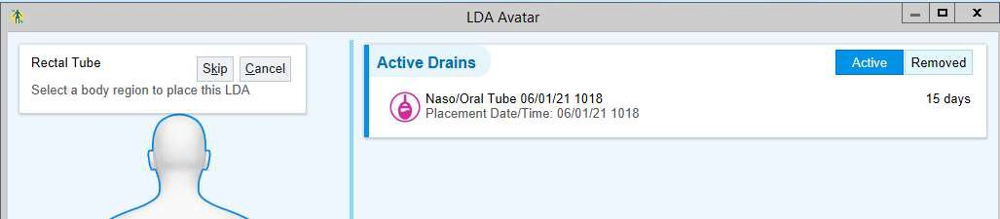 LDA Avatar
Rectal Tube
Skip
Cancel
Select a body region to place this LDA
Active Drains
Active
Removed
Naso/Oral Tube 06/01/21 1018
15 days
Placement Date/Time: 06/01/21 1018